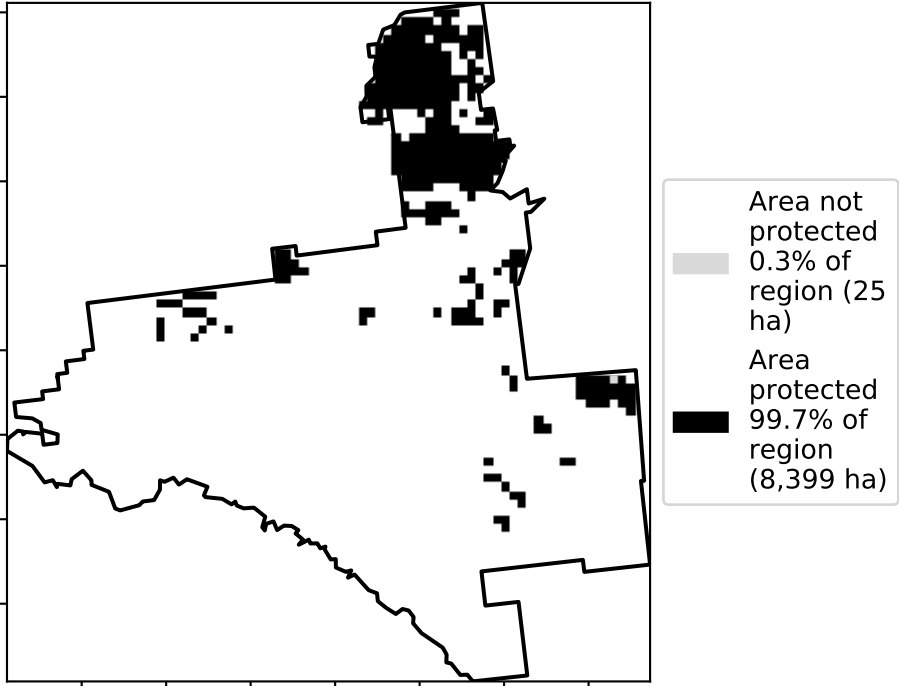 Area not
protected
0.3% of
region (25
ha)
Area
protected
99.7% of
region
(8,399 ha)